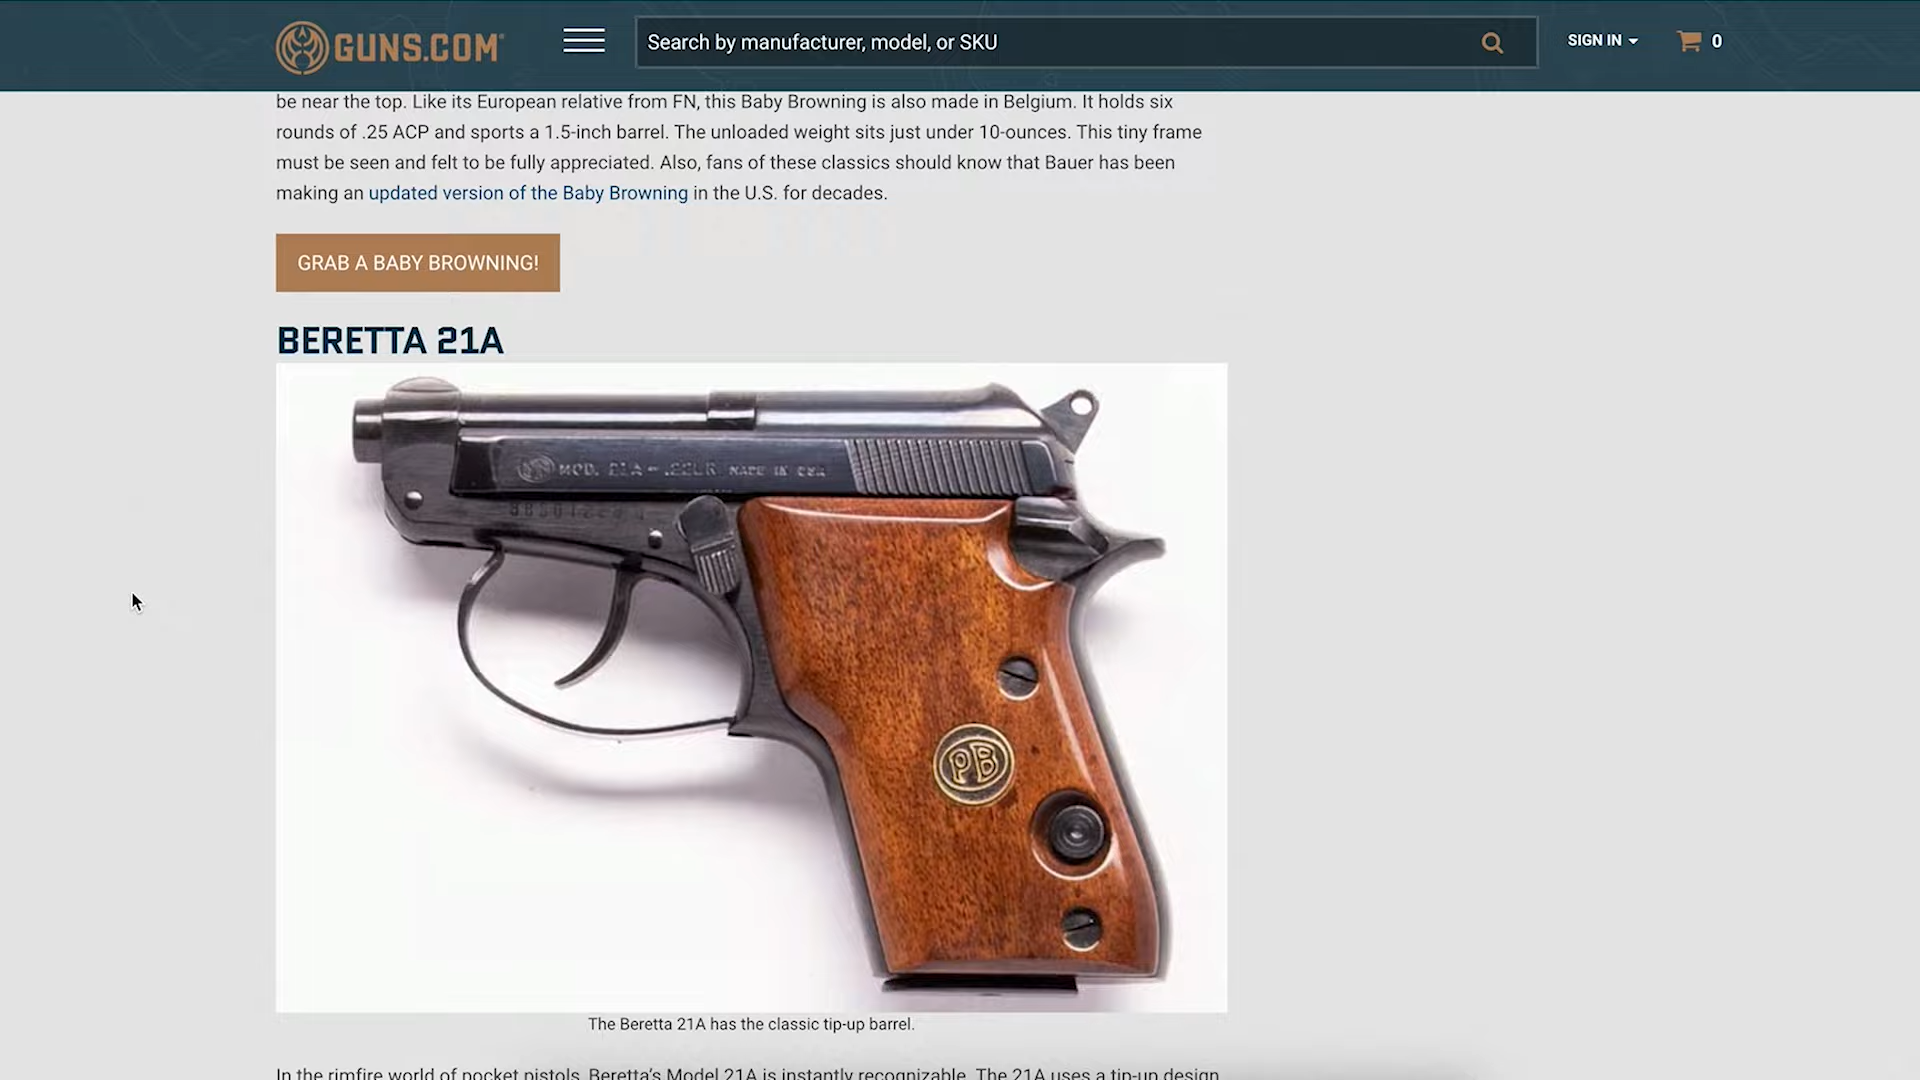 GUNS.COM
Search by manufacturer, model, or SKU
SIGN IN
0
be near the top. Like its European relative from FN, this Baby Browning is also made in Belgium. It holds six
rounds of .25 ACP and sports a 1.5-inch barrel. The unloaded weight sits just under 10-ounces. This tiny frame
must be seen and felt to be fully appreciated. Also, fans of these classics should know that Bauer has been
making an updated version of the Baby Browning in the U.S. for decades.
GRAB A BABY BROWNING!
BERETTA 21A
MOD. 21A - .22LR MADE IN USA
PB
The Beretta 21A has the classic tip-up barrel.
In the rimfire world of pocket pistols, Beretta's Model 21A is instantly recognizable. The 21A uses a tip-up design